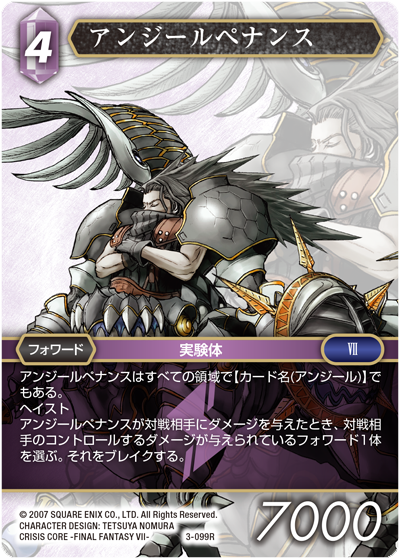 4
アンジールペナンス
フォワード
実験体
VII
アンジールペナンスはすべての領域で【カード名(アンジール)】で
もある。
ヘイスト
アンジールペナンスが対戦相手にダメージを与えたとき、対戦相
手のコントロールするダメージが与えられているフォワード1体
を選ぶ。それをブレイクする。
© 2007 SQUARE ENIX CO., LTD. All Rights Reserved.
CHARACTER DESIGN: TETSUYA NOMURA
CRISIS CORE -FINAL FANTASY VII-
3-099R
7000